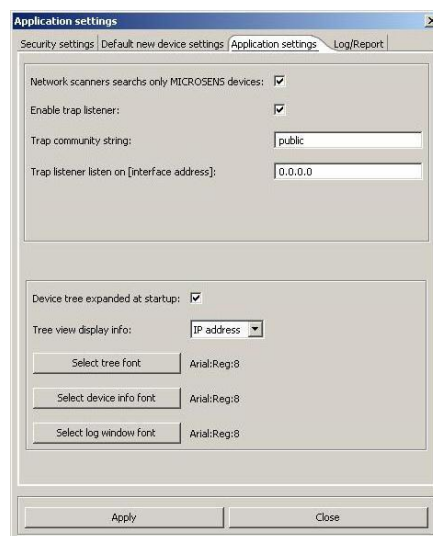 Application settings
Security settings Default new device settings Application settings Log/Report
Network scanners searchs only MICROSENS devices:
Enable trap listener:
Trap community string: public
Trap listener listen on [interface address]: 0.0.0.0
Device tree expanded at startup:
Tree view display info: IP address
Select tree font Arial:Reg:8
Select device info font Arial:Reg:8
Select log window font Arial:Reg:8
Apply Close